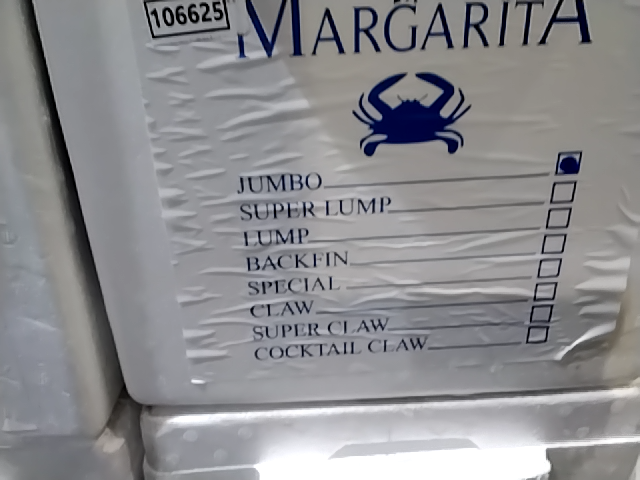 106625
MARGARITA
JUMBO
SUPER LUMP
LUMP
BACKFIN
SPECIAL
CLAW
SUPER CLAW
COCKTAIL CLAW